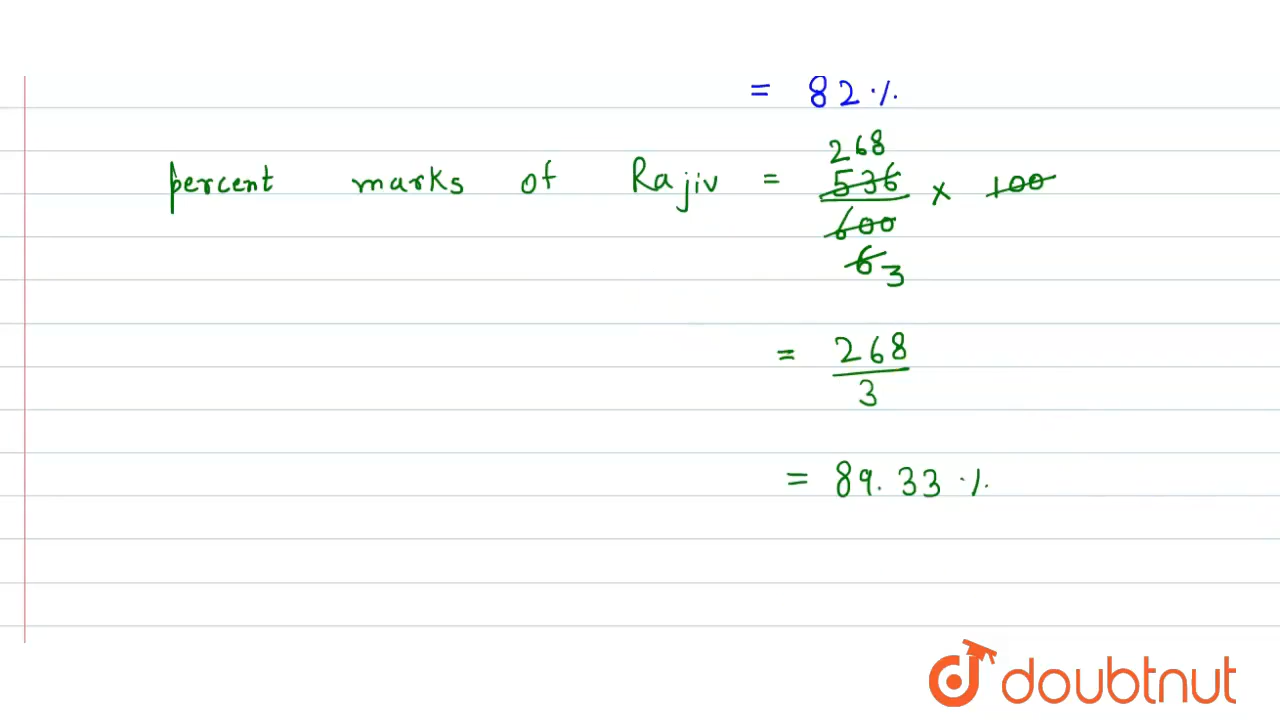 = 82%
268
percent marks of Rajiv = 536/600 × 100
6 3
= 268/3
= 89.33%
doubtnut